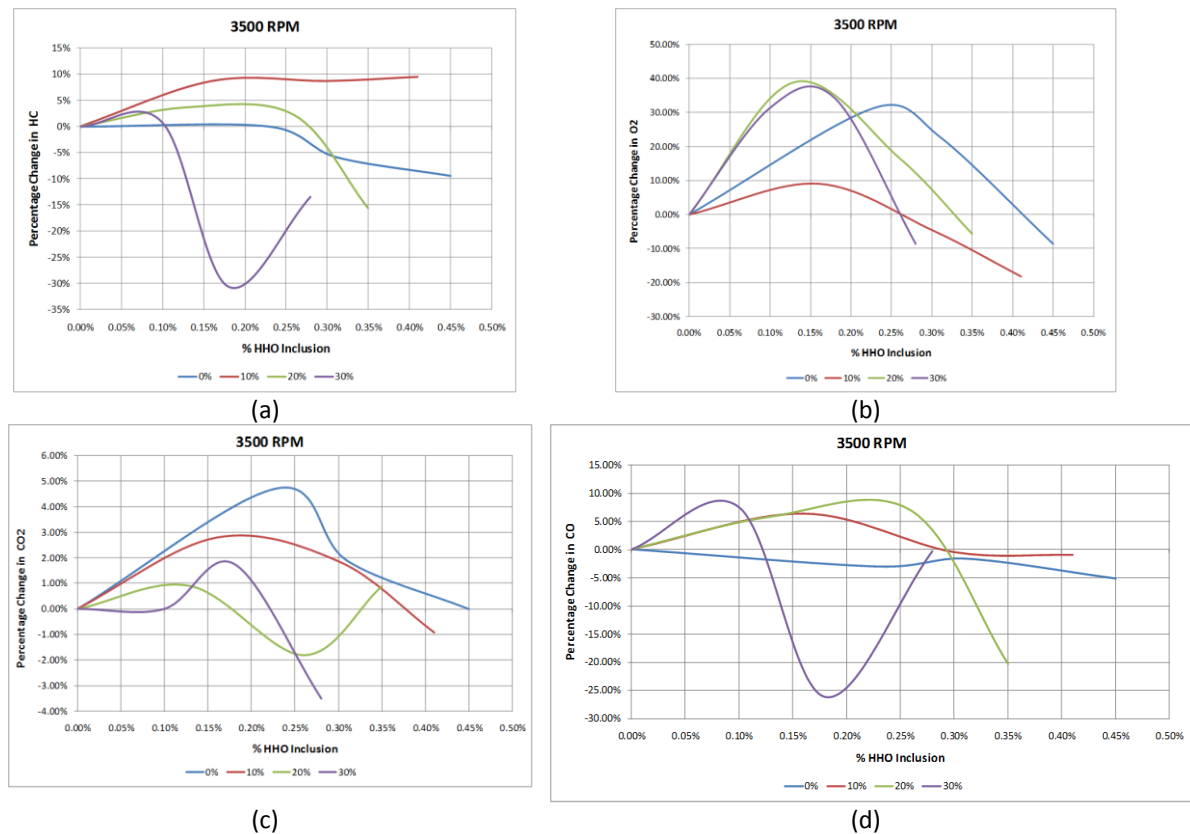 3500 RPM
15%
10%
5%
0%
-5%
-10%
-15%
-20%
-25%
-30%
-35%
Percentage Change in HC
0.00% 0.05% 0.10% 0.15% 0.20% 0.25% 0.30% 0.35% 0.40% 0.45% 0.50%
% HHO Inclusion
0% 10% 20% 30%
(a)
3500 RPM
50.00%
40.00%
30.00%
20.00%
10.00%
0.00%
-10.00%
-20.00%
-30.00%
Percentage Change in O2
0.00% 0.05% 0.10% 0.15% 0.20% 0.25% 0.30% 0.35% 0.40% 0.45% 0.50%
% HHO Inclusion
0% 10% 20% 30%
(b)
3500 RPM
6.00%
5.00%
4.00%
3.00%
2.00%
1.00%
0.00%
-1.00%
-2.00%
-3.00%
-4.00%
Percentage Change in CO2
0.00% 0.05% 0.10% 0.15% 0.20% 0.25% 0.30% 0.35% 0.40% 0.45% 0.50%
% HHO Inclusion
0% 10% 20% 30%
(c)
3500 RPM
15.00%
10.00%
5.00%
0.00%
-5.00%
-10.00%
-15.00%
-20.00%
-25.00%
-30.00%
Percentage Change in CO
0.00% 0.05% 0.10% 0.15% 0.20% 0.25% 0.30% 0.35% 0.40% 0.45% 0.50%
% HHO Inclusion
0% 10% 20% 30%
(d)